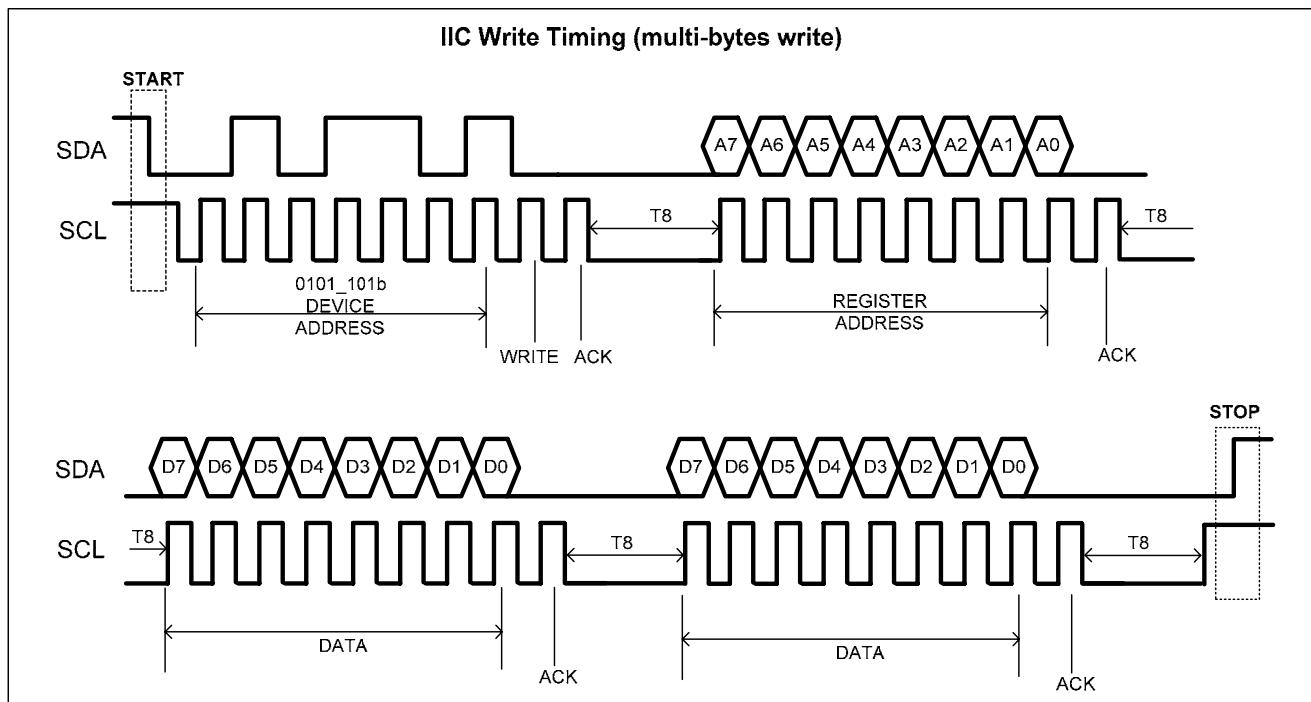 IIC Write Timing (multi-bytes write)
START
SDA
A7 A6 A5 A4 A3 A2 A1 A0
SCL
T8
T8
0101_101b
DEVICE
ADDRESS
REGISTER
ADDRESS
WRITE
ACK
ACK
STOP
SDA
D7 D6 D5 D4 D3 D2 D1 D0
D7 D6 D5 D4 D3 D2 D1 D0
SCL
T8
T8
T8
DATA
DATA
ACK
ACK